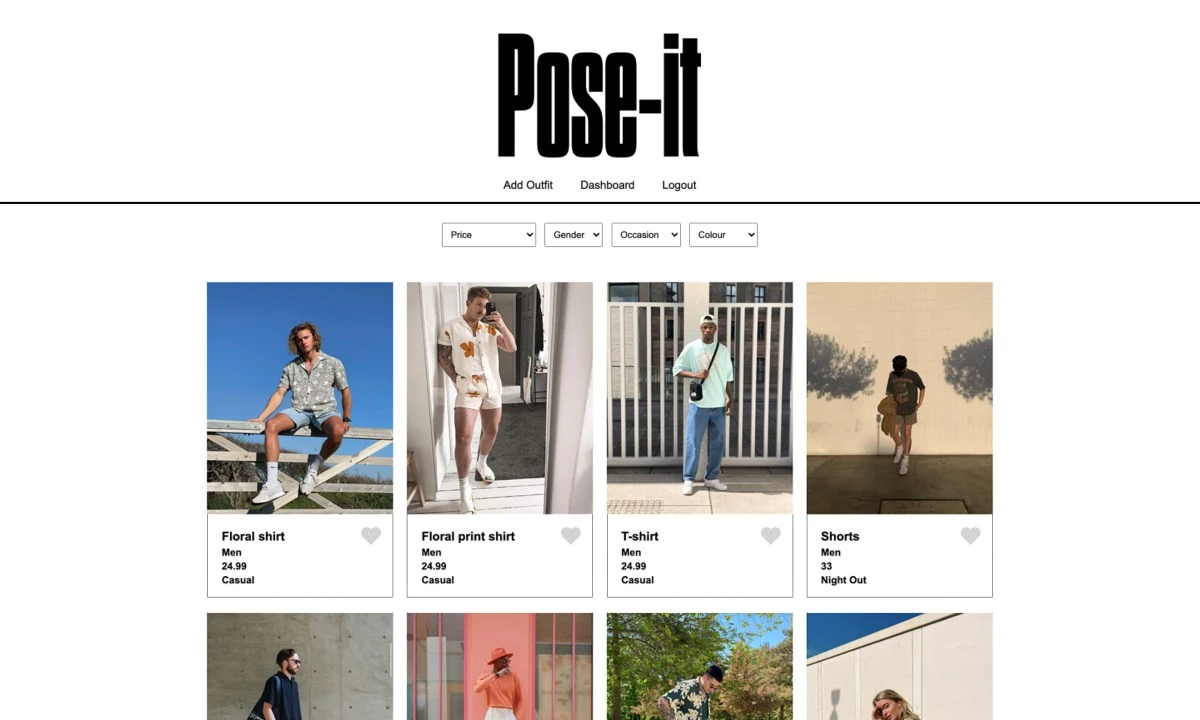 Pose-it
Add Outfit Dashboard Logout
Price Gender Occasion Colour
Floral shirt
Men
24.99
Casual
Floral print shirt
Men
24.99
Casual
T-shirt
Men
24.99
Casual
Shorts
Men
33
Night Out